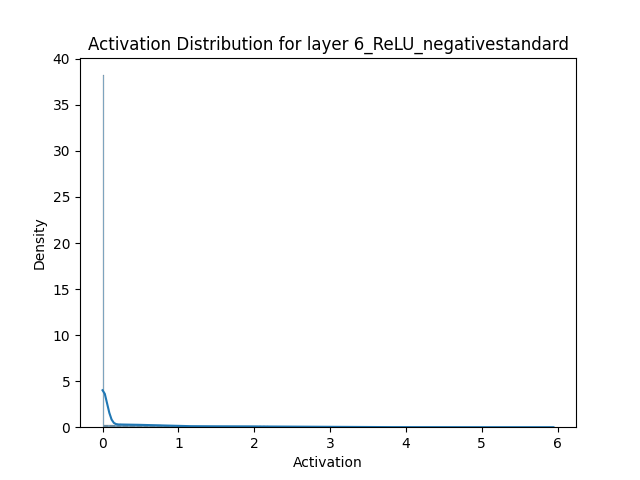 Activation Distribution for layer 6_ReLU_negativestandard
40
35
30
25
20
15
10
5
0
Density
0 1 2 3 4 5 6
Activation